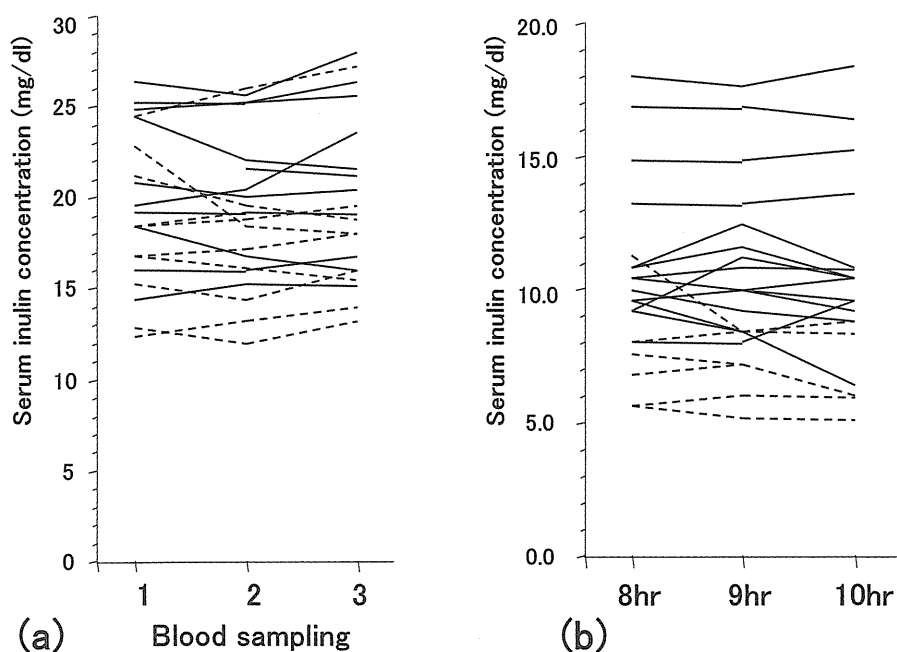 Serum inulin concentration (mg/dl)
30
25
20
15
10
5
0
1 2 3
Blood sampling
(a)
Serum inulin concentration (mg/dl)
20.0
15.0
10.0
5.0
0.0
8hr 9hr 10hr
(b)